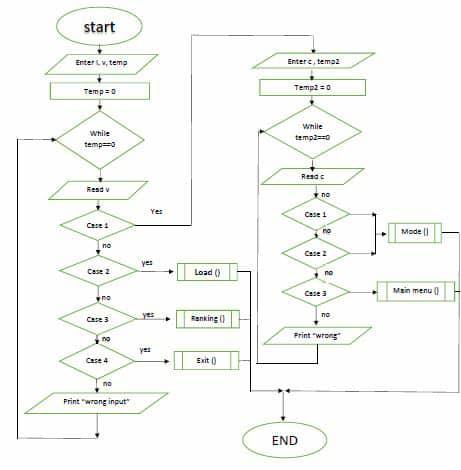 start
Enter i, v, temp
Temp = 0
While
temp==0
Read v
Case 1
Yes
no
Case 2
yes
Load ()
no
Case 3
yes
Ranking ()
no
Case 4
yes
Exit ()
no
Print "wrong input"
Enter c , temp2
Temp2 = 0
While
temp2==0
Read c
no
Case 1
no
Mode ()
Case 2
no
Case 3
Main menu ()
no
Print "wrong"
END